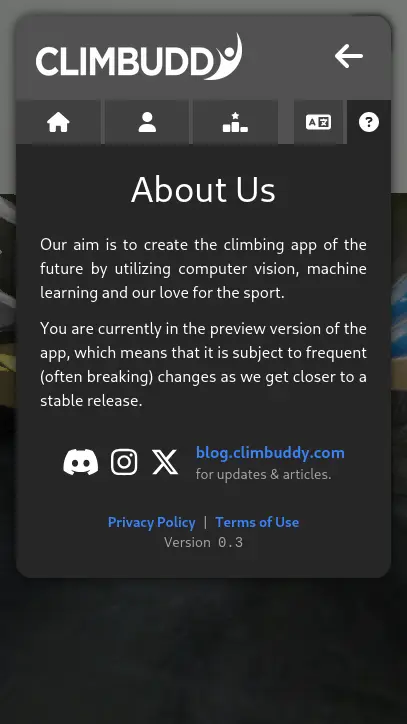 CLIMBUDDY
About Us
Our aim is to create the climbing app of the
future by utilizing computer vision, machine
learning and our love for the sport.
You are currently in the preview version of the
app, which means that it is subject to frequent
(often breaking) changes as we get closer to a
stable release.
blog.climbuddy.com
for updates & articles.
Privacy Policy | Terms of Use
Version 0.3